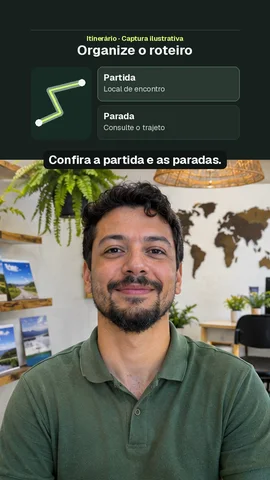 Itinerário · Captura ilustrativa
Organize o roteiro
Partida
Local de encontro
Parada
Consulte o trajeto
Confira a partida e as paradas.